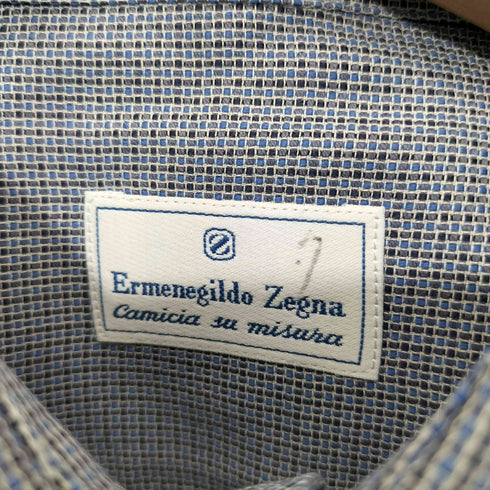 Ermenegildo Zegna
Camicia su misura